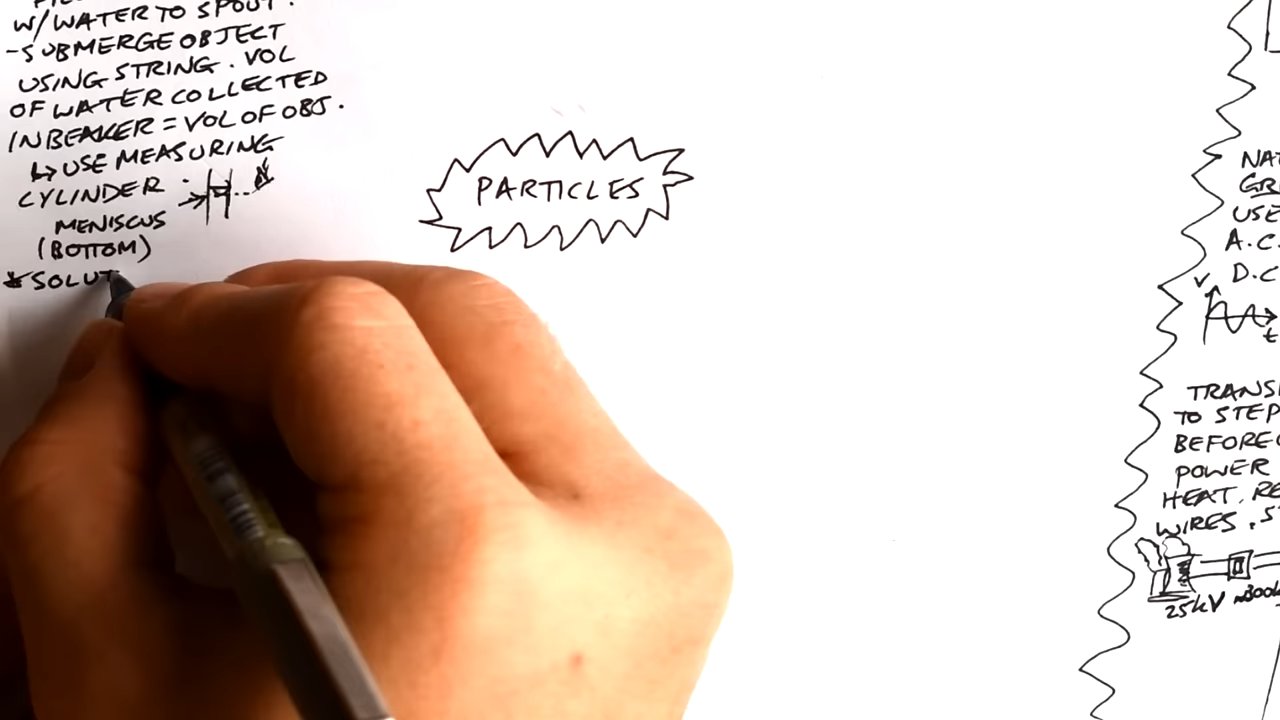 W/WATER TO SPOUT.
-SUBMERGE OBJECT
USING STRING. VOL
OF WATER COLLECTED
IN BEAKER = VOL OF OBJ.
↳ USE MEASURING
CYLINDER.
MENISCUS
(BOTTOM)
*SOLUT
PARTICLES
NAT
GR
USE
A.C.
D.C
V
t
TRANS
TO STEP
BEFORE
POWER
HEAT. RE
WIRES. S
25kV